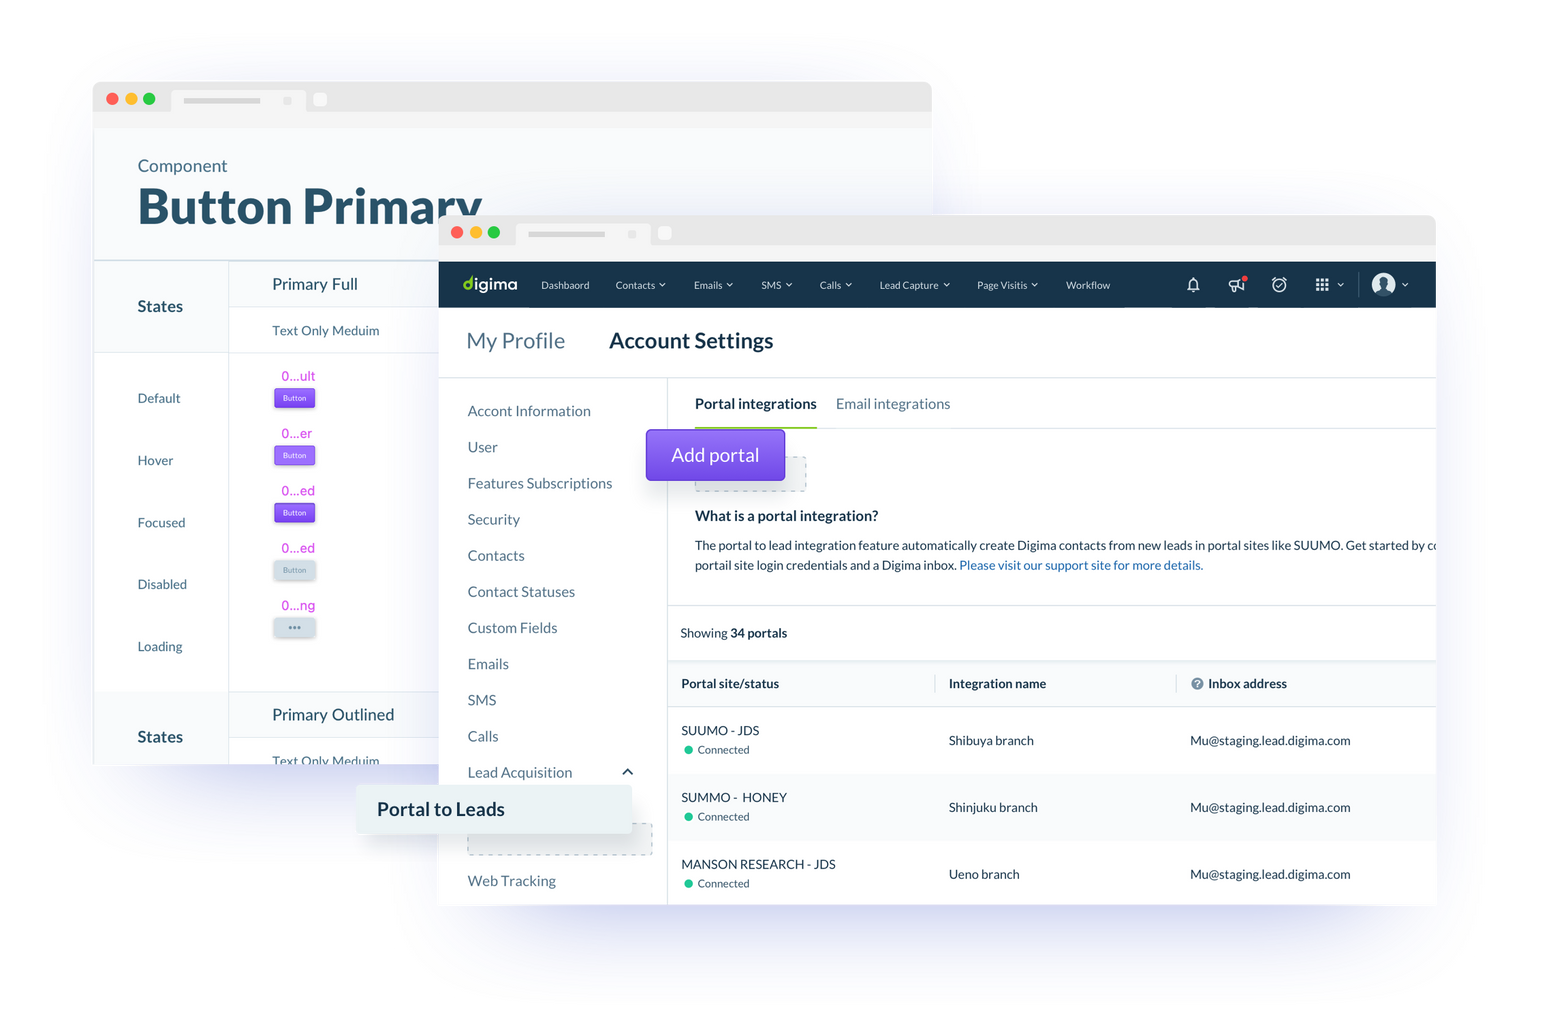 Component
Button Primary
States
Primary Full
Text Only Meduim
Default
0...ult
Button
Hover
0...er
Button
Focused
0...ed
Button
Disabled
0...ed
Button
Loading
0...ng
States
Primary Outlined
Text Only Meduim
digima
Dashbaord
Contacts
Emails
SMS
Calls
Lead Capture
Page Visitis
Workflow
My Profile
Account Settings
Accont Information
User
Features Subscriptions
Security
Contacts
Contact Statuses
Custom Fields
Emails
SMS
Calls
Lead Acquisition
Portal to Leads
Web Tracking
Portal integrations
Email integrations
Add portal
What is a portal integration?
The portal to lead integration feature automatically create Digima contacts from new leads in portal sites like SUUMO. Get started by
portail site login credentials and a Digima inbox. Please visit our support site for more details.
Showing 34 portals
Portal site/status
Integration name
Inbox address
SUUMO - JDS
Connected
Shibuya branch
Mu@staging.lead.digima.com
SUMMO - HONEY
Connected
Shinjuku branch
Mu@staging.lead.digima.com
MANSON RESEARCH - JDS
Connected
Ueno branch
Mu@staging.lead.digima.com